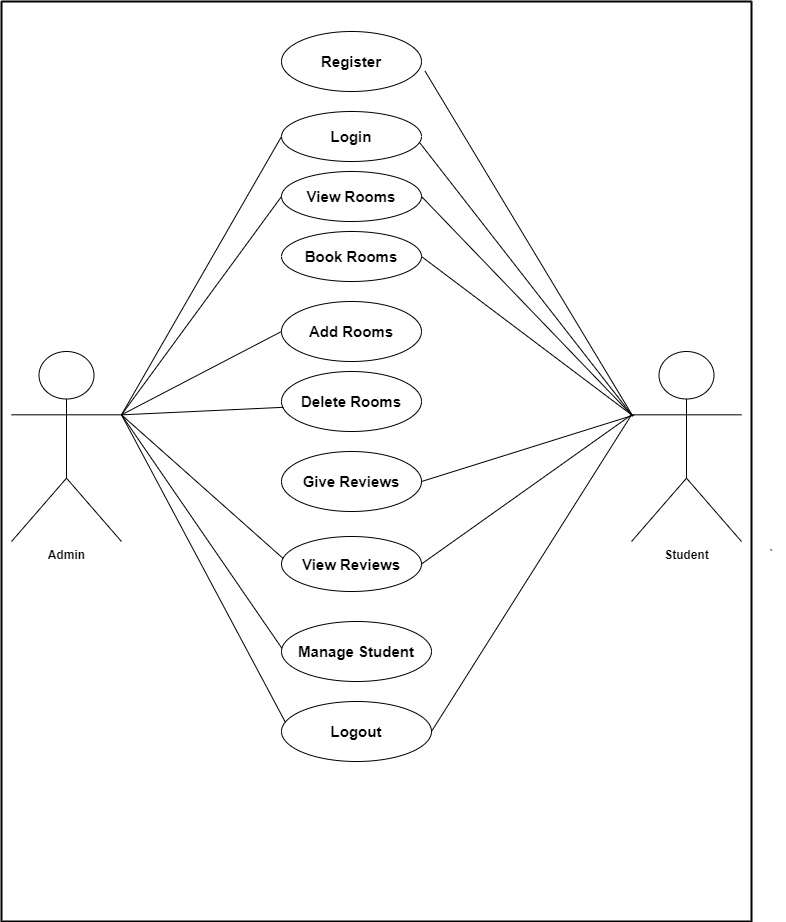 Register
Login
View Rooms
Book Rooms
Add Rooms
Delete Rooms
Give Reviews
Admin
Student
`
View Reviews
Manage Student
Logout